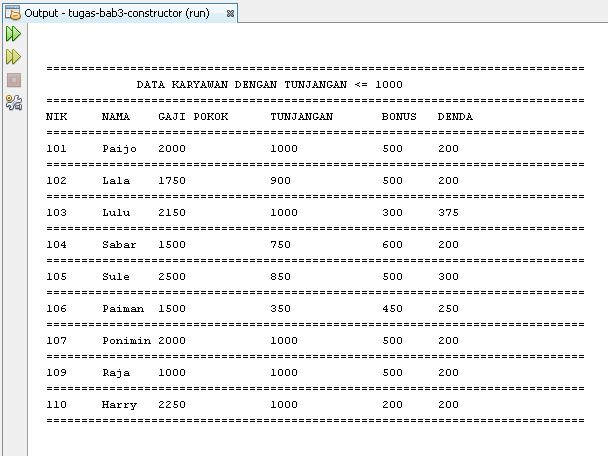 Output - tugas-bab3-constructor (run)
=============================================================================
DATA KARYAWAN DENGAN TUNJANGAN <= 1000
=============================================================================
NIK NAMA GAJI POKOK TUNJANGAN BONUS DENDA
=============================================================================
101 Paijo 2000 1000 500 200
=============================================================================
102 Lala 1750 900 500 200
=============================================================================
103 Lulu 2150 1000 300 375
=============================================================================
104 Sabar 1500 750 600 200
=============================================================================
105 Sule 2500 850 500 300
=============================================================================
106 Paiman 1500 350 450 250
=============================================================================
107 Ponimin 2000 1000 500 200
=============================================================================
109 Raja 1000 1000 500 200
=============================================================================
110 Harry 2250 1000 200 200
=============================================================================